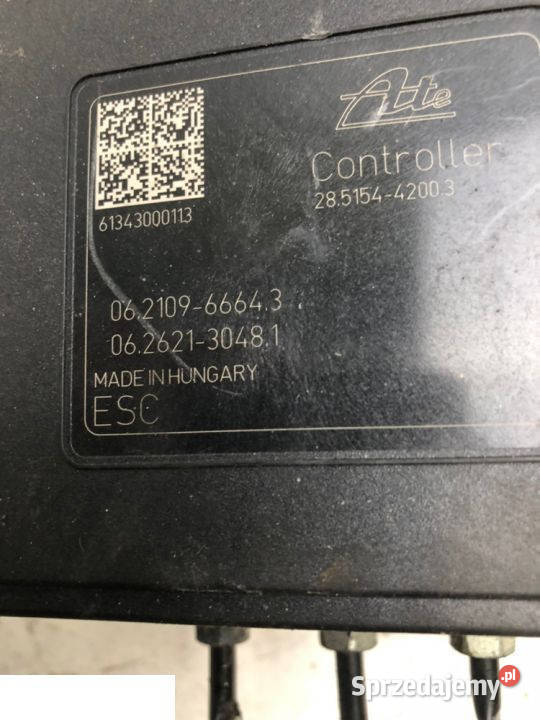 Ate
Controller
28.5154-4200.3
61343000113
06.2109-6664.3
06.2621-3048.1
MADE IN HUNGARY
ESC
Sprzedajemy.pl